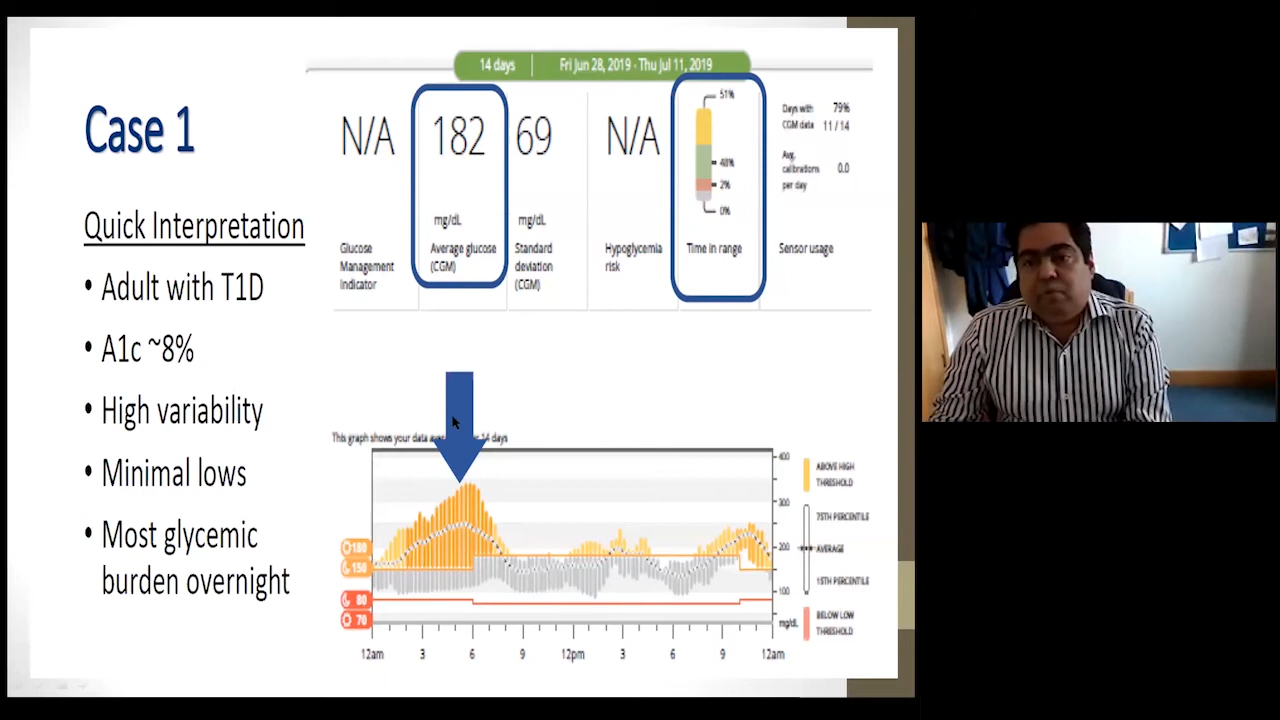 14 days
Fri Jun 28, 2019 - Thu Jul 11, 2019
Case 1
Quick Interpretation
• Adult with T1D
• A1c ~8%
• High variability
• Minimal lows
• Most glycemic
burden overnight
N/A
Glucose
Management
Indicator
182
mg/dL
Average glucose
(CGM)
69
mg/dL
Standard
deviation
(CGM)
N/A
Hypoglycemia
risk
51%
48%
2%
0%
Time in range
Days with
CGM data
79%
11 / 14
Avg.
calibrations
per day
0.0
Sensor usage
This graph shows your data
14 days
400
300
200
100
mg/dL
180
150
80
70
12am
3
6
9
12pm
3
6
9
12am
ABOVE HIGH
THRESHOLD
75TH PERCENTILE
AVERAGE
15TH PERCENTILE
BELOW LOW
THRESHOLD